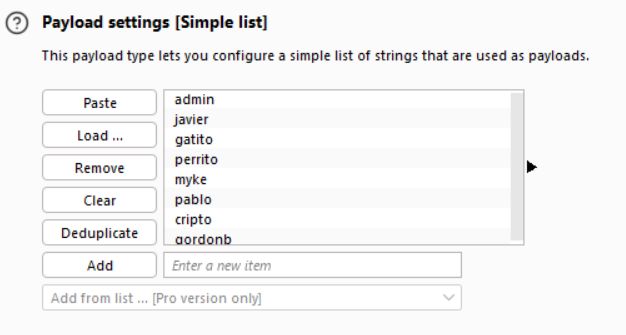 ? Payload settings [Simple list]
This payload type lets you configure a simple list of strings that are used as payloads.
Paste
Load ...
Remove
Clear
Deduplicate
admin
javier
gatito
perrito
myke
pablo
cripto
gordonb
Add
Enter a new item
Add from list ... [Pro version only]